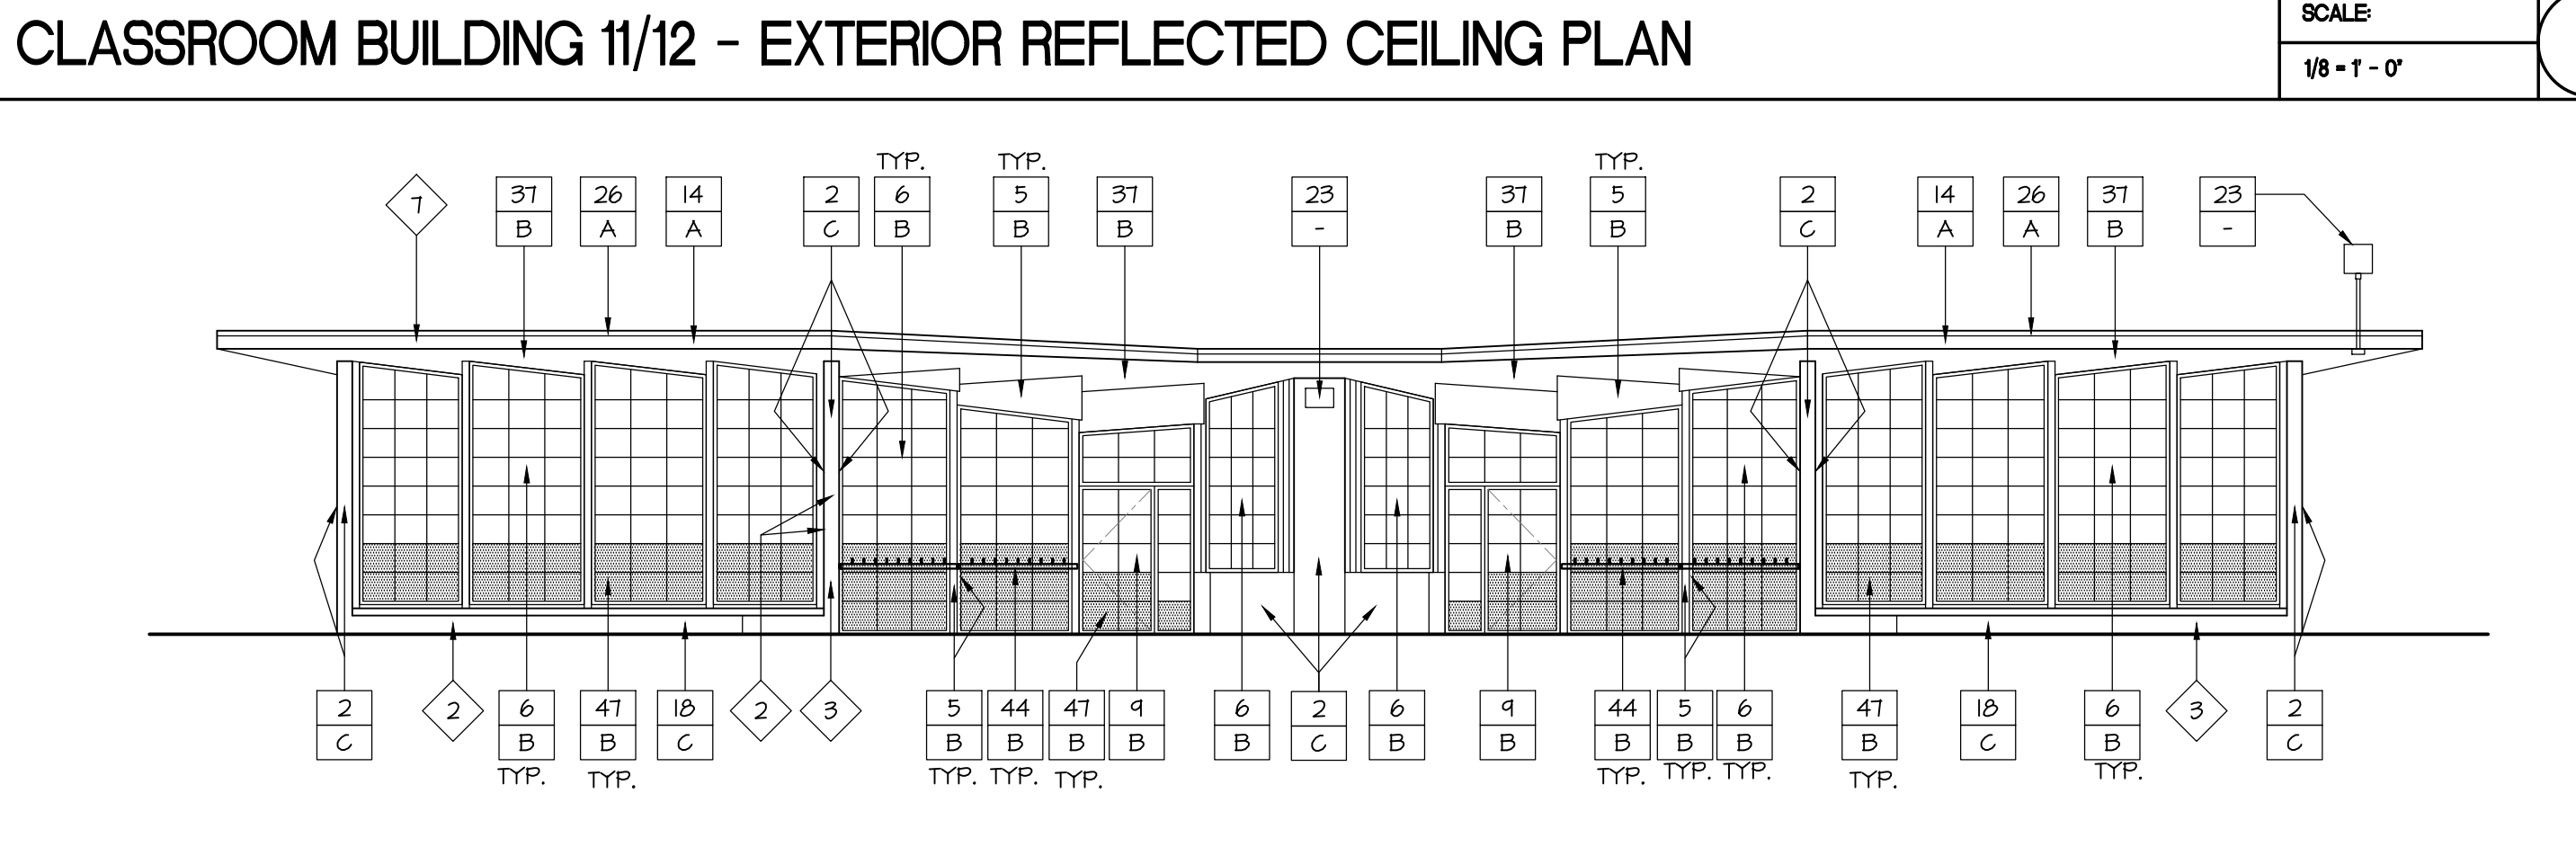 CLASSROOM BUILDING 11/12 - EXTERIOR REFLECTED CEILING PLAN
SCALE:
1/8 = 1' - 0"
TYP. TYP. TYP.
7 37 26 14 2 6 5 37 23 37 5 2 14 26 37 23
B A A C B B B - B B C A A B -
2 2 6 47 18 2 3 5 44 47 9 6 2 6 9 44 5 6 47 18 6 3 2
C B B C B B B B B C B B B B B B C B C
TYP. TYP. TYP. TYP. TYP. TYP. TYP. TYP. TYP. TYP.